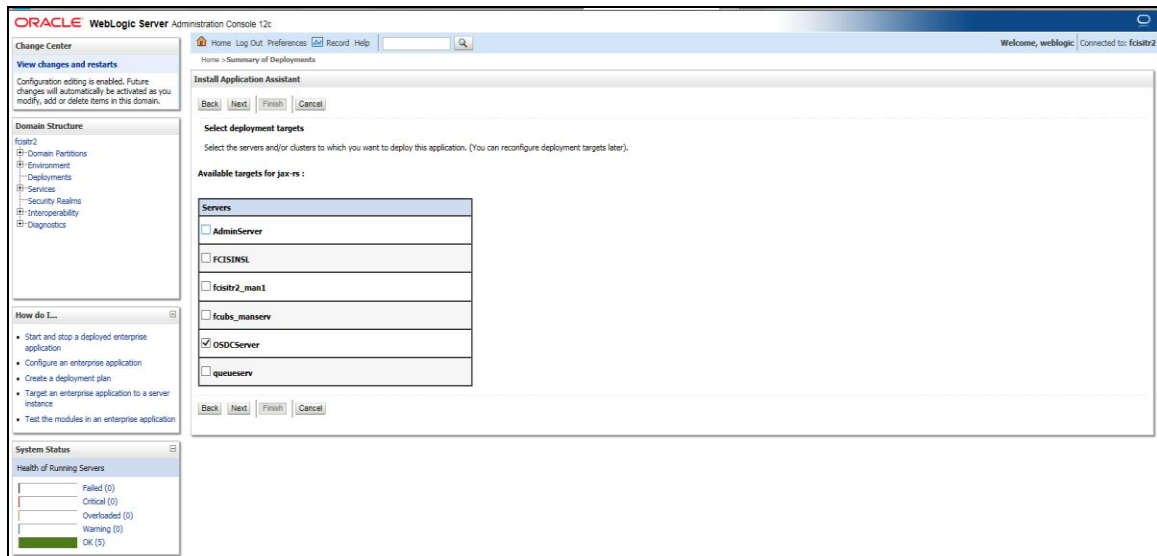 ORACLE WebLogic Server Administration Console 12c
Change Center
View changes and restarts
Configuration editing is enabled. Future
changes will automatically be activated as you
modify, add or delete items in this domain.
Domain Structure
fcisitr2
Domain Partitions
Environment
Deployments
Services
Security Realms
Interoperability
Diagnostics
How do I...
Start and stop a deployed enterprise
application
Configure an enterprise application
Create a deployment plan
Target an enterprise application to a server
instance
Test the modules in an enterprise application
System Status
Health of Running Servers
Failed (0)
Critical (0)
Overloaded (0)
Warning (0)
OK (5)
Home Log Out Preferences Record Help
Welcome, weblogic Connected to: fcisitr2
Home >Summary of Deployments
Install Application Assistant
Back Next Finish Cancel
Select deployment targets
Select the servers and/or clusters to which you want to deploy this application. (You can reconfigure deployment targets later).
Available targets for jax-rs :
Servers
AdminServer
FCISINSL
fcisitr2_man1
fcubs_manserv
OSDCServer
queueserv
Back Next Finish Cancel